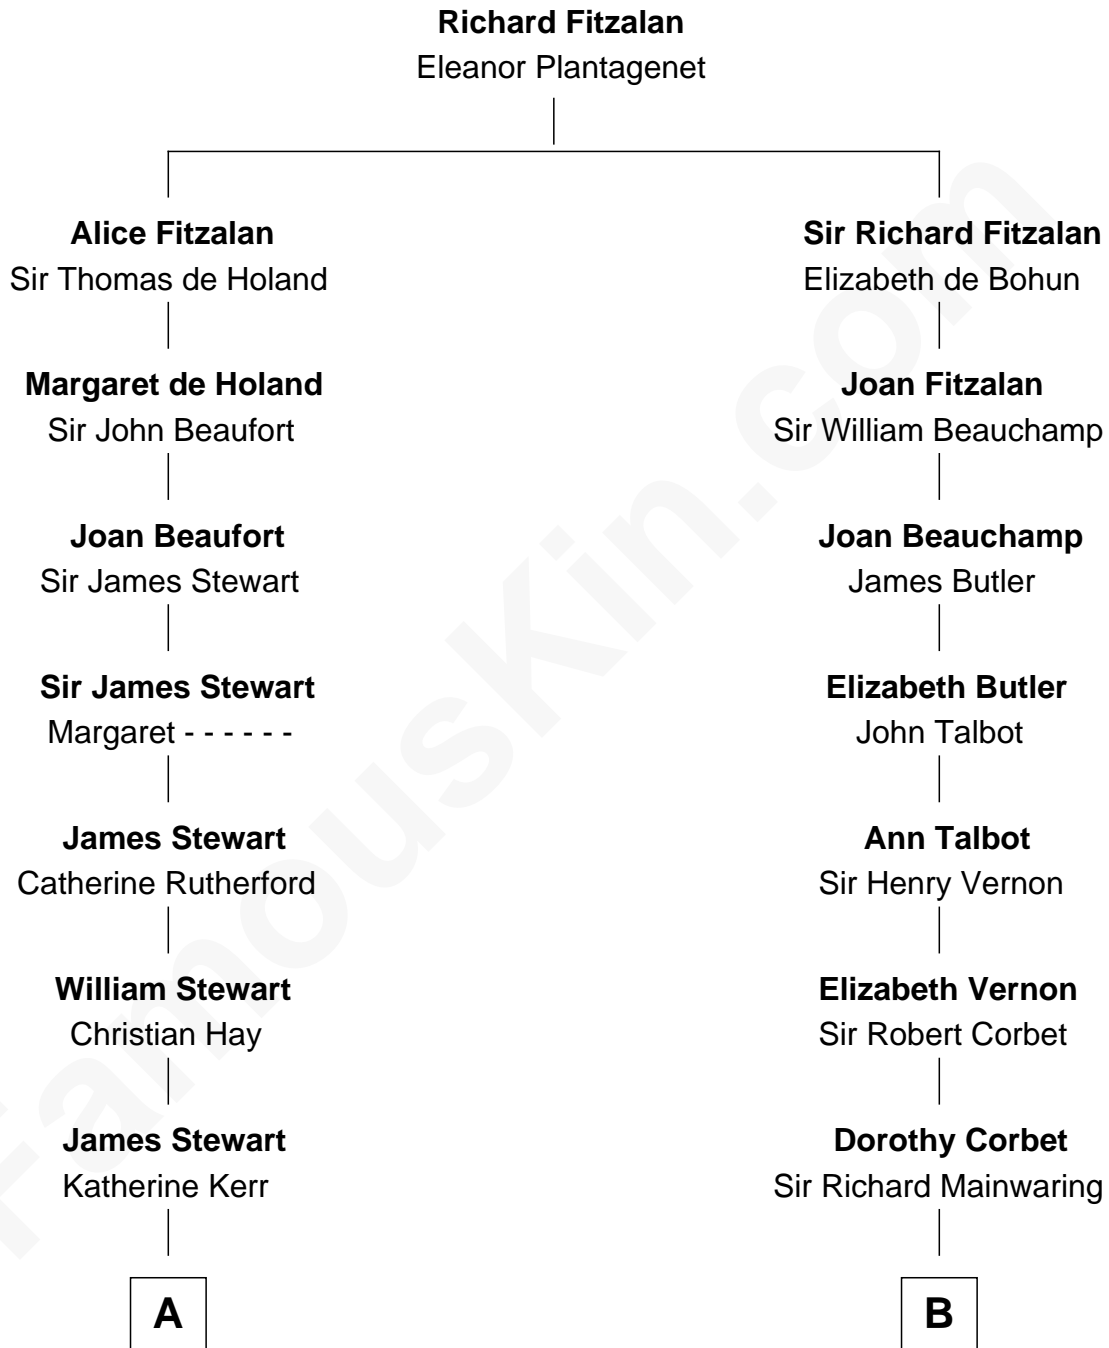 Richard Fitzalan
Eleanor Plantagenet
Alice Fitzalan
Sir Thomas de Holand
Sir Richard Fitzalan
Elizabeth de Bohun
Margaret de Holand
Sir John Beaufort
Joan Fitzalan
Sir William Beauchamp
Joan Beaufort
Sir James Stewart
Joan Beauchamp
James Butler
Sir James Stewart
Margaret - - - - - -
Elizabeth Butler
John Talbot
James Stewart
Catherine Rutherford
Ann Talbot
Sir Henry Vernon
William Stewart
Christian Hay
Elizabeth Vernon
Sir Robert Corbet
James Stewart
Katherine Kerr
Dorothy Corbet
Sir Richard Mainwaring
A
B
FamousKin.com